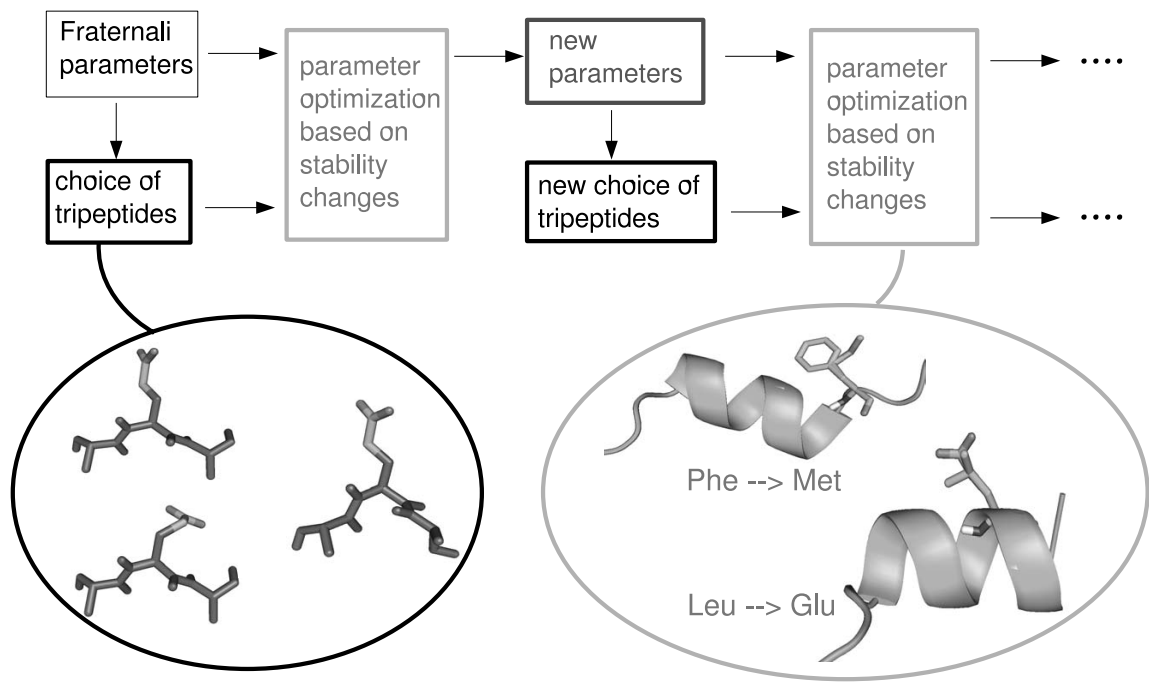 Fraternali
parameters
choice of
tripeptides
parameter
optimization
based on
stability
changes
new
parameters
new choice of
tripeptides
parameter
optimization
based on
stability
changes
....
....
Phe --> Met
Leu --> Glu